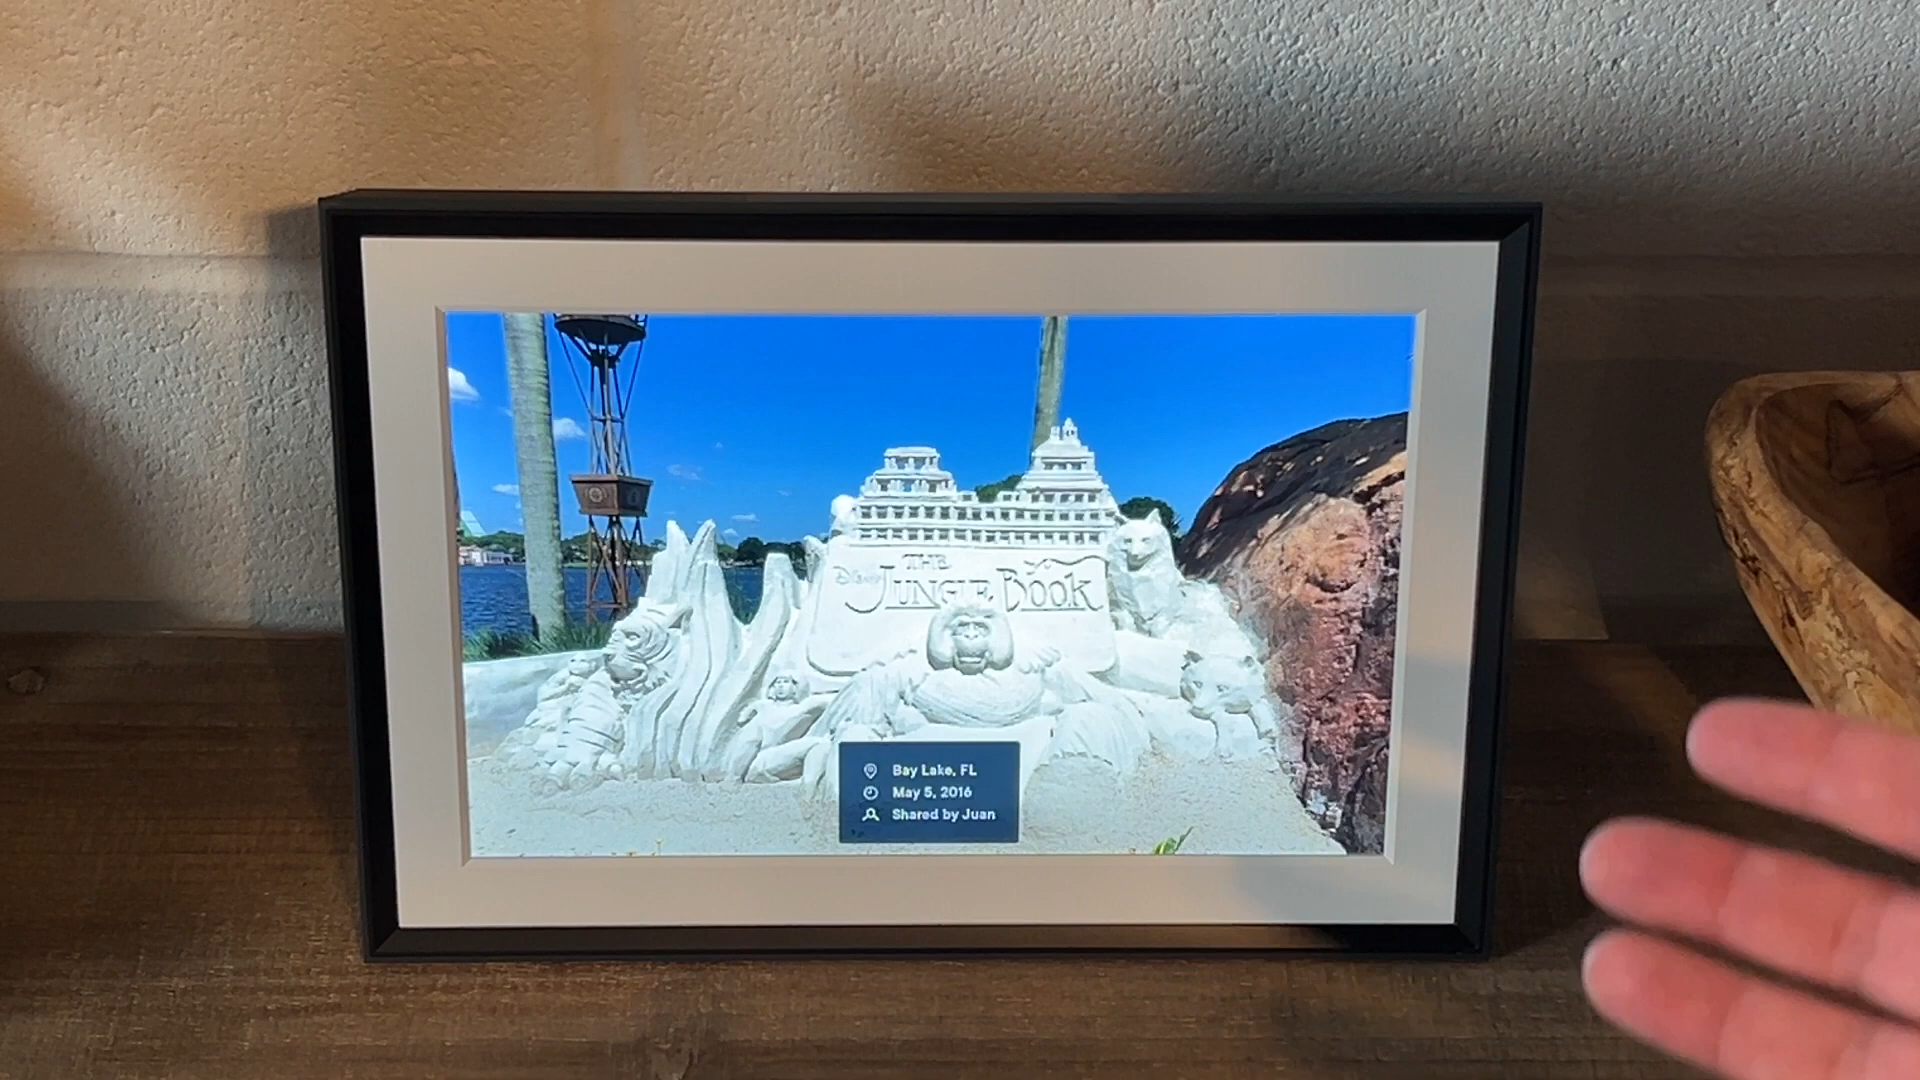 THE
Disney JUNGLE BOOK
Bay Lake, FL
May 5, 2016
Shared by Juan